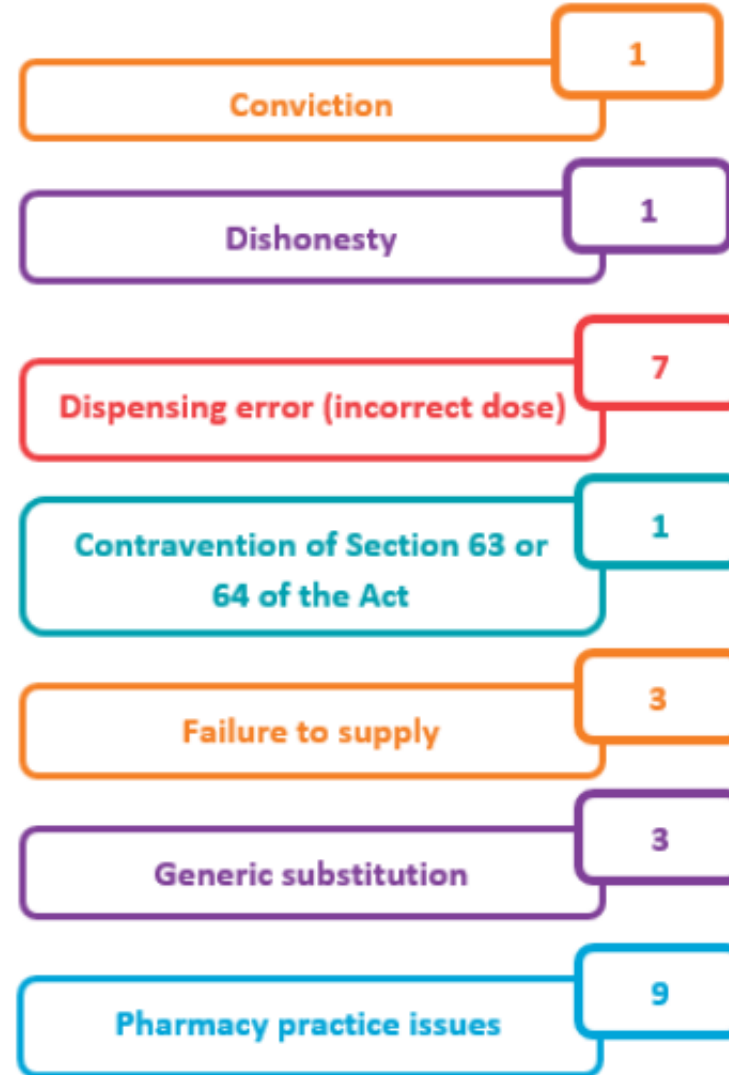 1
Conviction
1
Dishonesty
7
Dispensing error (incorrect dose)
1
Contravention of Section 63 or
64 of the Act
3
Failure to supply
3
Generic substitution
9
Pharmacy practice issues